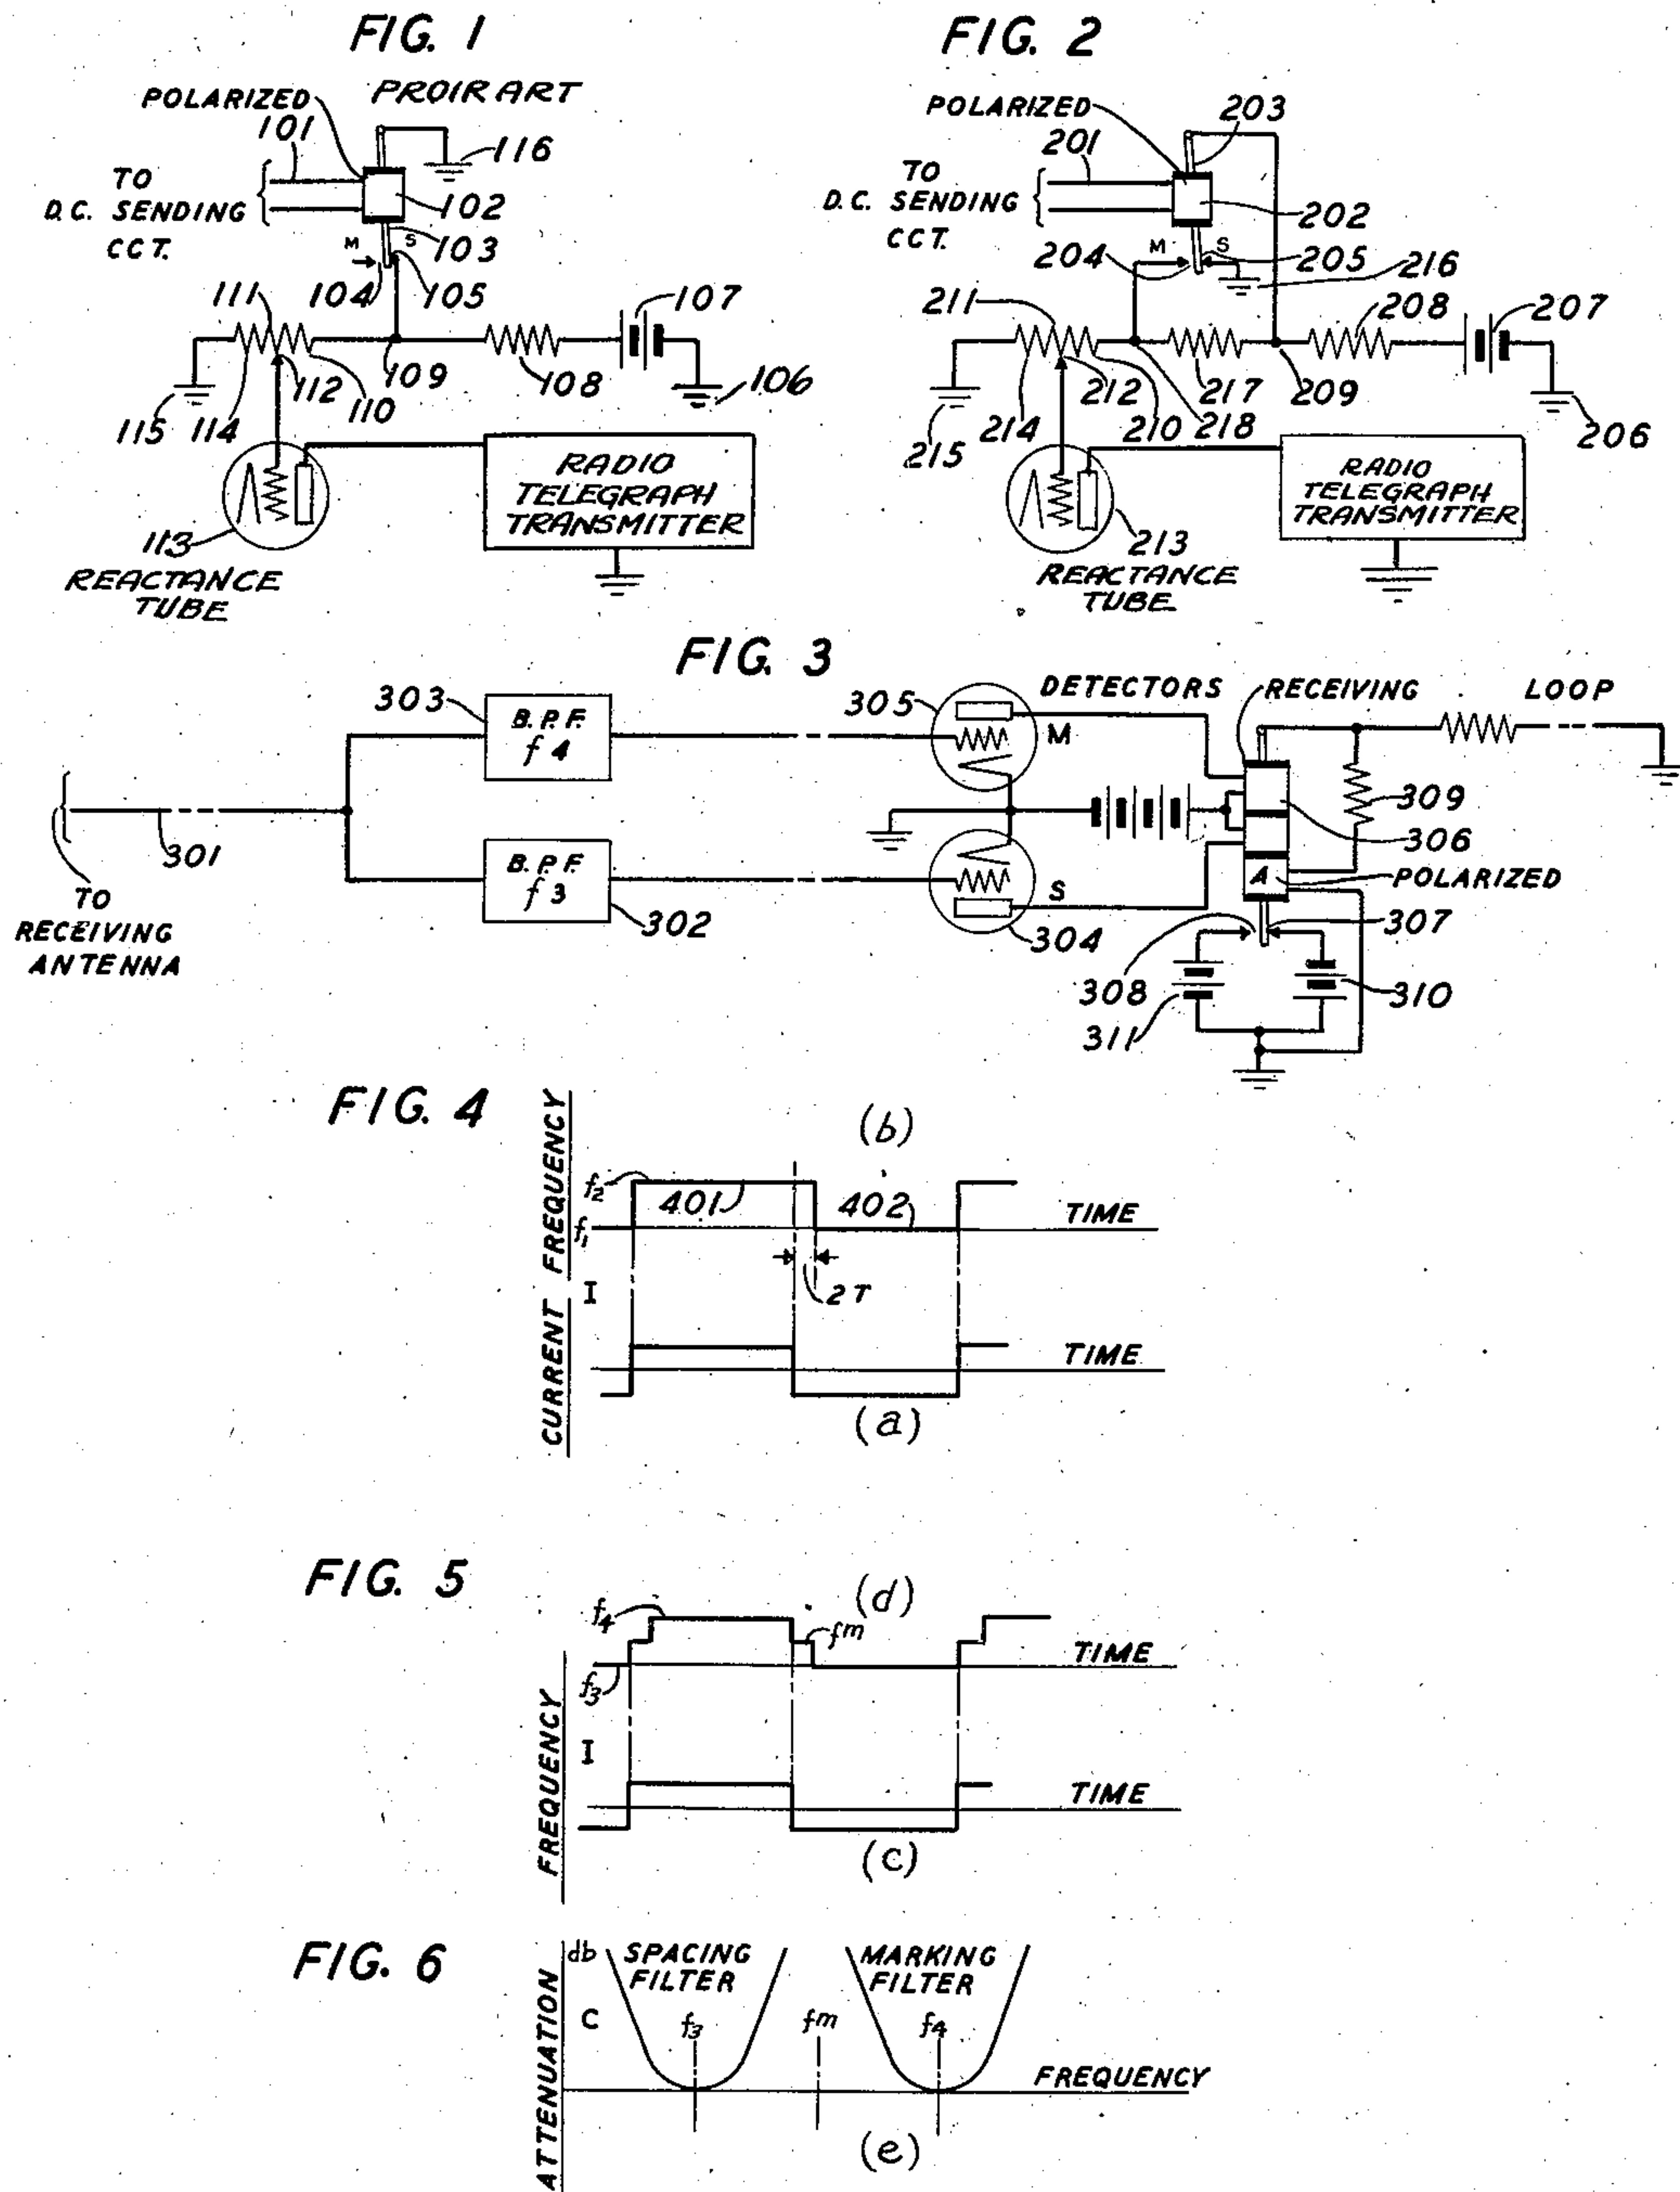 FIG. 1
PROIR ART
POLARIZED
101
116
TO
D.C. SENDING
CCT.
102
M
S
103
104
105
111
107
112
109
108
106
110
115
114
RADIO
TELEGRAPH
TRANSMITTER
113
REACTANCE
TUBE
FIG. 2
POLARIZED
203
201
TO
D.C. SENDING
CCT.
202
M
S
204
205
216
211
208
207
212
217
209
214
210
218
215
206
RADIO
TELEGRAPH
TRANSMITTER
213
REACTANCE
TUBE
FIG. 3
303
B.P.F.
f4
305
DETECTORS
RECEIVING
LOOP
M
309
301
306
TO
RECEIVING
ANTENNA
B.P.F.
f3
302
S
304
A
POLARIZED
307
308
310
311
FIG. 4
CURRENT FREQUENCY
(b)
f2
401
402
TIME
f1
2T
I
TIME
(a)
FIG. 5
(d)
f4
fm
TIME
f3
FREQUENCY
I
TIME
(c)
FIG. 6
ATTENUATION
db
SPACING
FILTER
MARKING
FILTER
C
f3
fm
f4
FREQUENCY
(e)